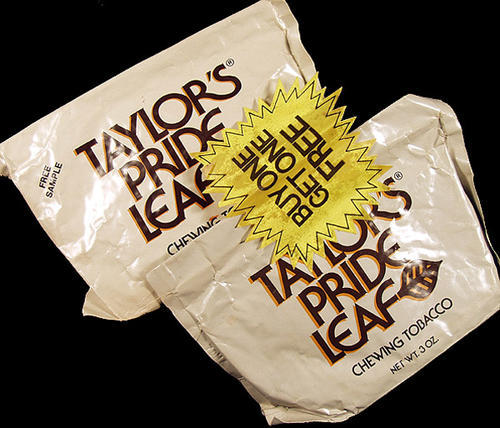 TAYLOR'S®
PRIDE
LEAF
CHEWING
FREE
SAMPLE
BUY ONE
GET ONE
FREE
TAYLOR'S®
PRIDE
LEAF
CHEWING TOBACCO
NET WT. 3 OZ.